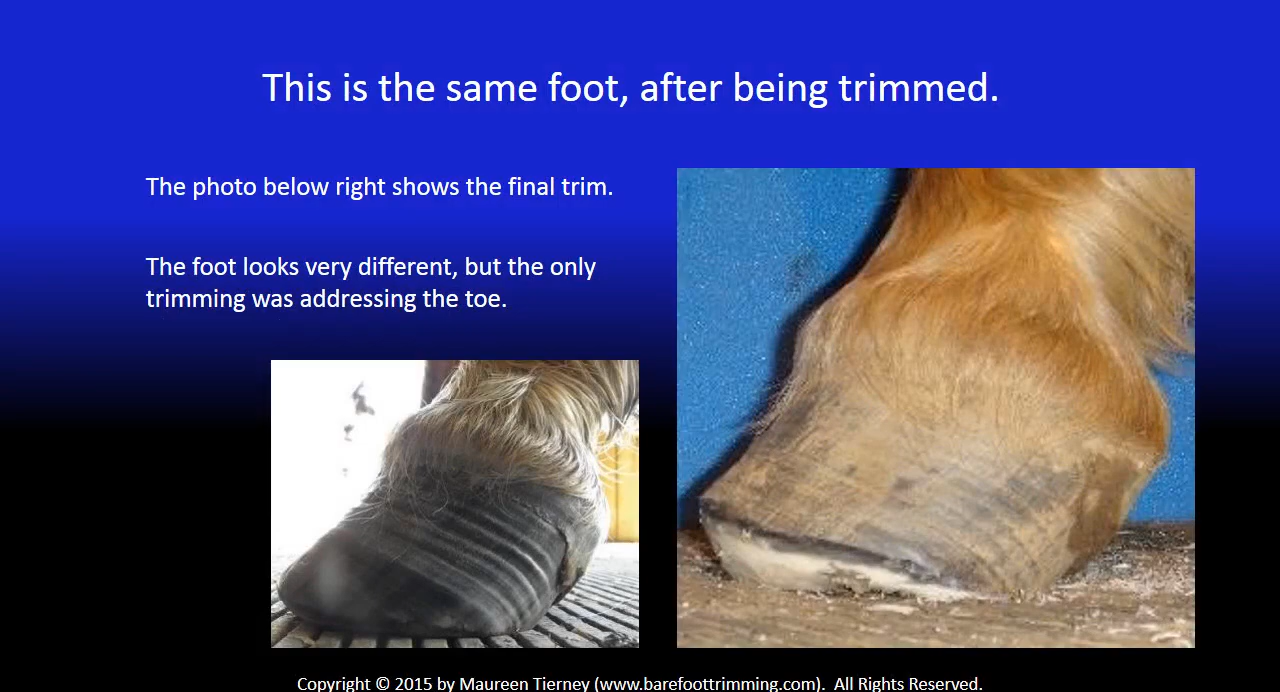 This is the same foot, after being trimmed.
The photo below right shows the final trim.
The foot looks very different, but the only
trimming was addressing the toe.
Copyright © 2015 by Maureen Tierney (www.barefoottrimming.com).  All Rights Reserved.